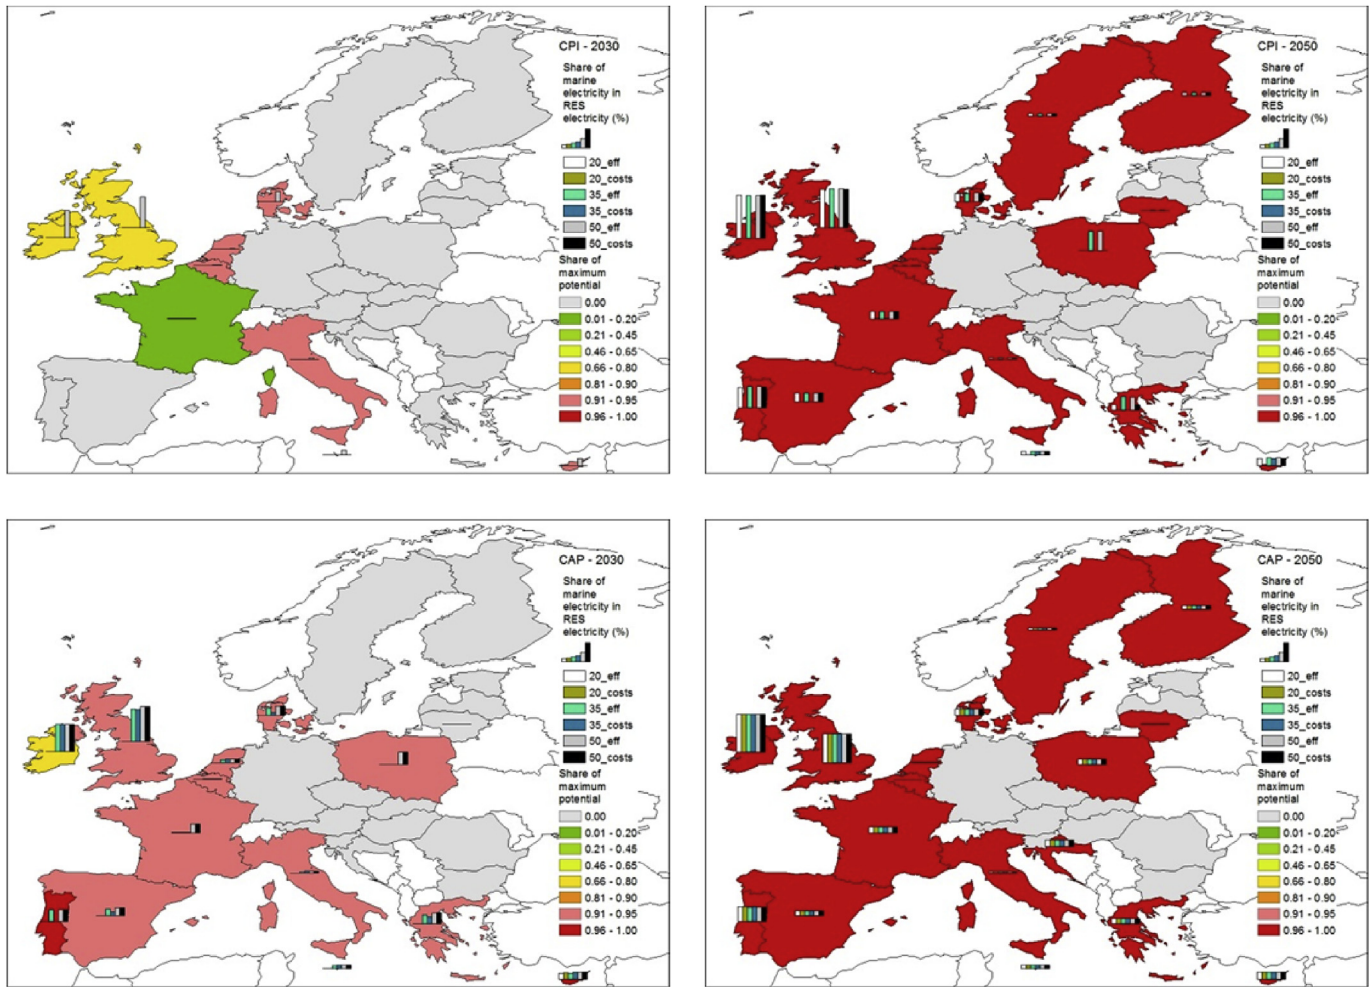 CPI - 2030
Share of
marine
electricity in
RES
electricity (%)
20_eff
20_costs
35_eff
35_costs
50_eff
50_costs
Share of
maximum
potential
0.00
0.01 - 0.20
0.21 - 0.45
0.46 - 0.65
0.66 - 0.80
0.81 - 0.90
0.91 - 0.95
0.96 - 1.00
CPI - 2050
Share of
marine
electricity in
RES
electricity (%)
20_eff
20_costs
35_eff
35_costs
50_eff
50_costs
Share of
maximum
potential
0.00
0.01 - 0.20
0.21 - 0.45
0.46 - 0.65
0.66 - 0.80
0.81 - 0.90
0.91 - 0.95
0.96 - 1.00
CAP - 2030
Share of
marine
electricity in
RES
electricity (%)
20_eff
20_costs
35_eff
35_costs
50_eff
50_costs
Share of
maximum
potential
0.00
0.01 - 0.20
0.21 - 0.45
0.46 - 0.65
0.66 - 0.80
0.81 - 0.90
0.91 - 0.95
0.96 - 1.00
CAP - 2050
Share of
marine
electricity in
RES
electricity (%)
20_eff
20_costs
35_eff
35_costs
50_eff
50_costs
Share of
maximum
potential
0.00
0.01 - 0.20
0.21 - 0.45
0.46 - 0.65
0.66 - 0.80
0.81 - 0.90
0.91 - 0.95
0.96 - 1.00